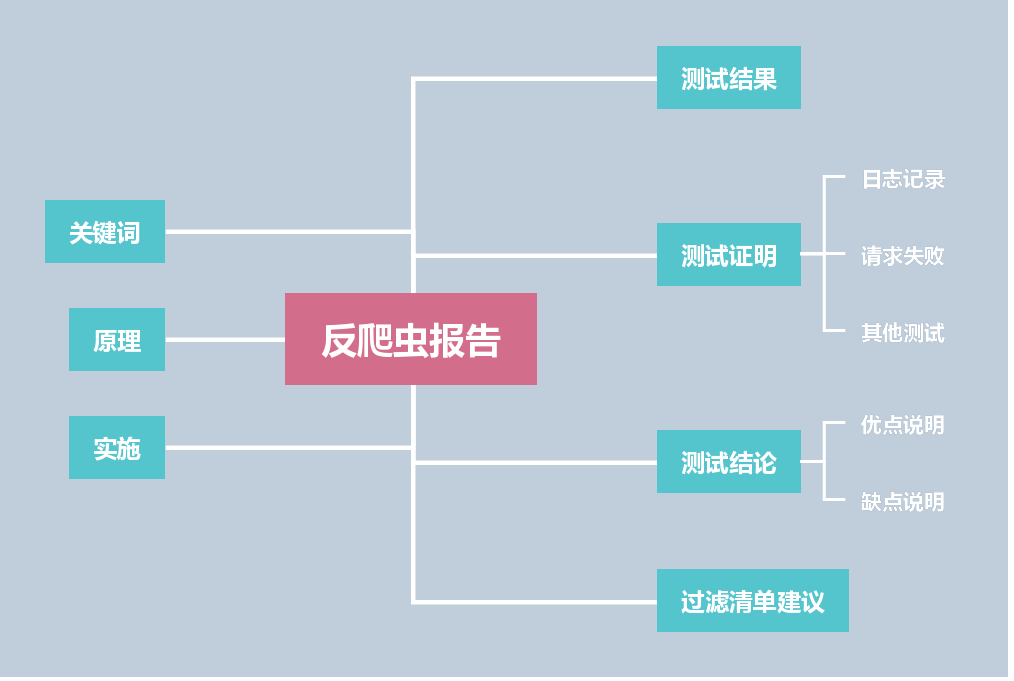 测试结果
日志记录
关键词
测试证明
请求失败
原理
反爬虫报告
其他测试
优点说明
实施
测试结论
缺点说明
过滤清单建议